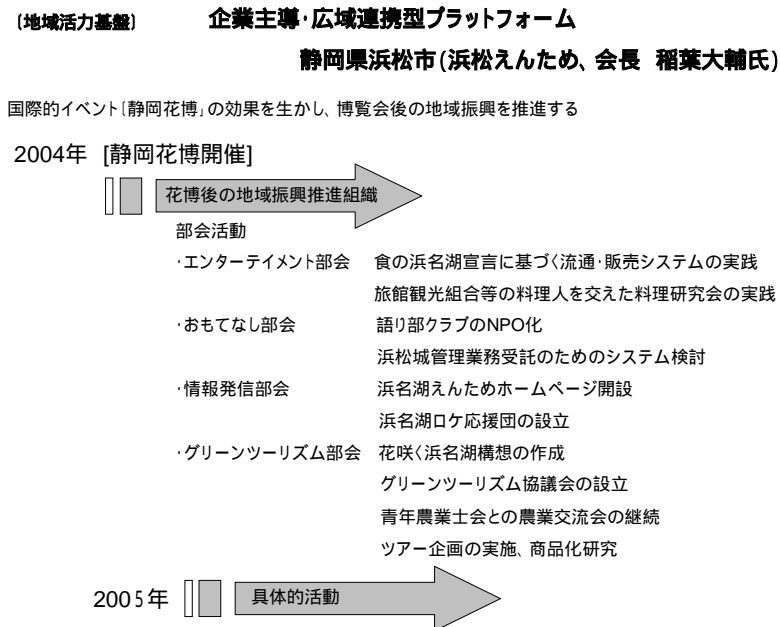 〔地域活力基盤〕 企業主導・広域連携型プラットフォーム
静岡県浜松市(浜松えんため、会長 稲葉大輔氏)
国際的イベント「静岡花博」の効果を生かし、博覧会後の地域振興を推進する
2004年 [静岡花博開催]
花博後の地域振興推進組織
部会活動
・エンターテイメント部会 食の浜名湖宣言に基づく流通・販売システムの実践
旅館観光組合等の料理人を交えた料理研究会の実践
・おもてなし部会 語り部クラブのNPO化
浜松城管理業務受託のためのシステム検討
・情報発信部会 浜名湖えんためホームページ開設
浜名湖ロケ応援団の設立
・グリーンツーリズム部会 花咲く浜名湖構想の作成
グリーンツーリズム協議会の設立
青年農業士会との農業交流会の継続
ツアー企画の実施、商品化研究
2005年 具体的活動